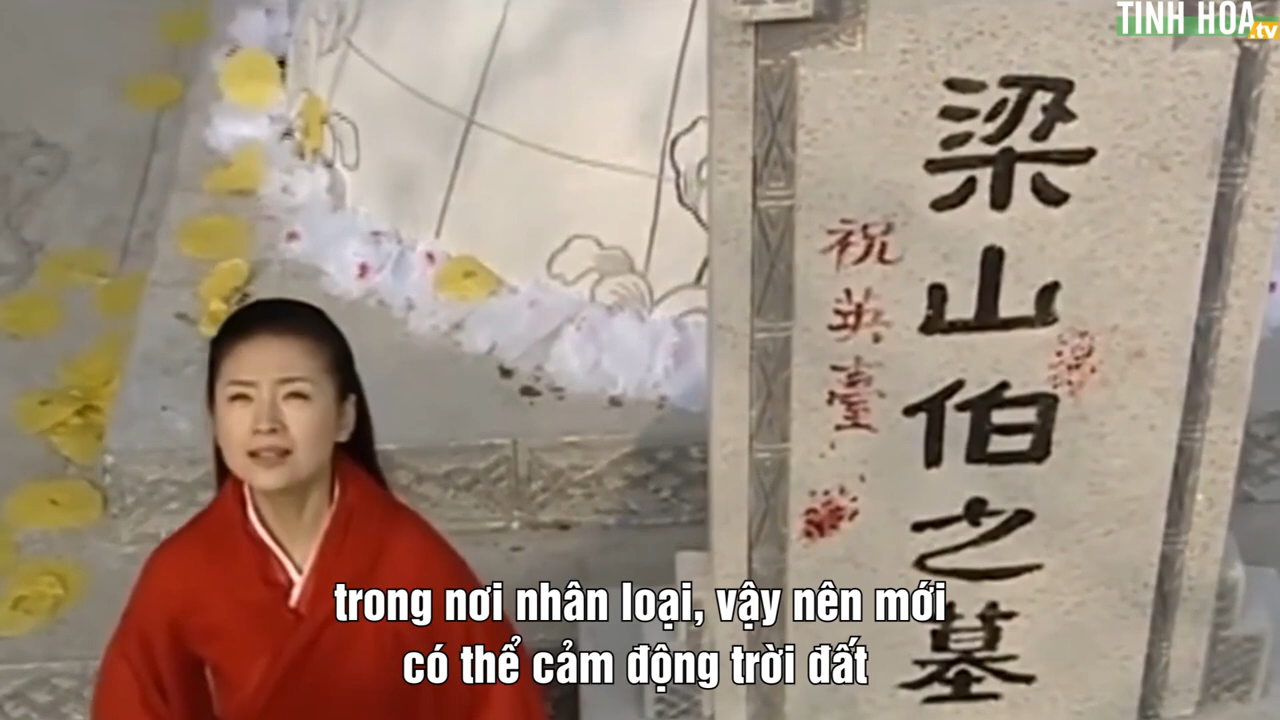 TINH HOA.tv
梁山伯之墓
祝英臺
trong nơi nhân loại, vậy nên mới
có thể cảm động trời đất